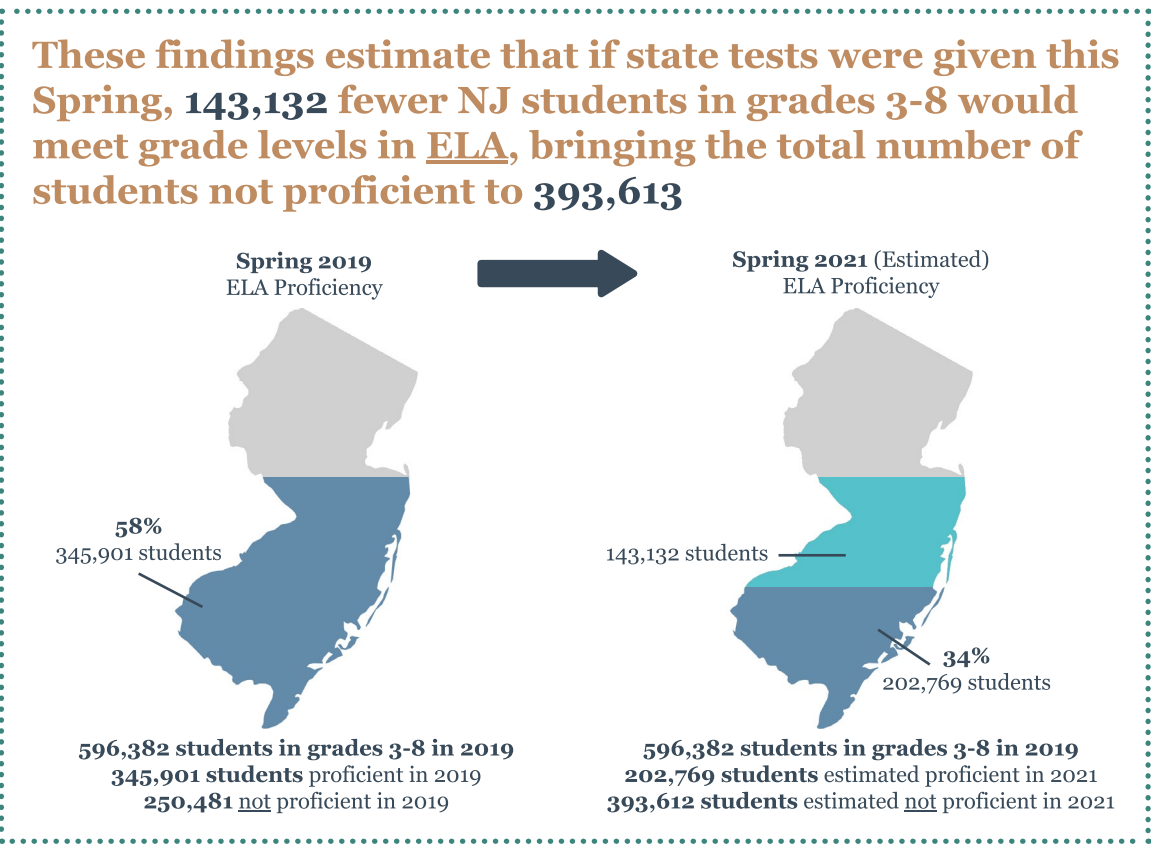 These findings estimate that if state tests were given this
Spring, 143,132 fewer NJ students in grades 3-8 would
meet grade levels in ELA, bringing the total number of
students not proficient to 393,613
Spring 2019
ELA Proficiency
58%
345,901 students
596,382 students in grades 3-8 in 2019
345,901 students proficient in 2019
250,481 not proficient in 2019
Spring 2021 (Estimated)
ELA Proficiency
143,132 students
34%
202,769 students
596,382 students in grades 3-8 in 2019
202,769 students estimated proficient in 2021
393,612 students estimated not proficient in 2021